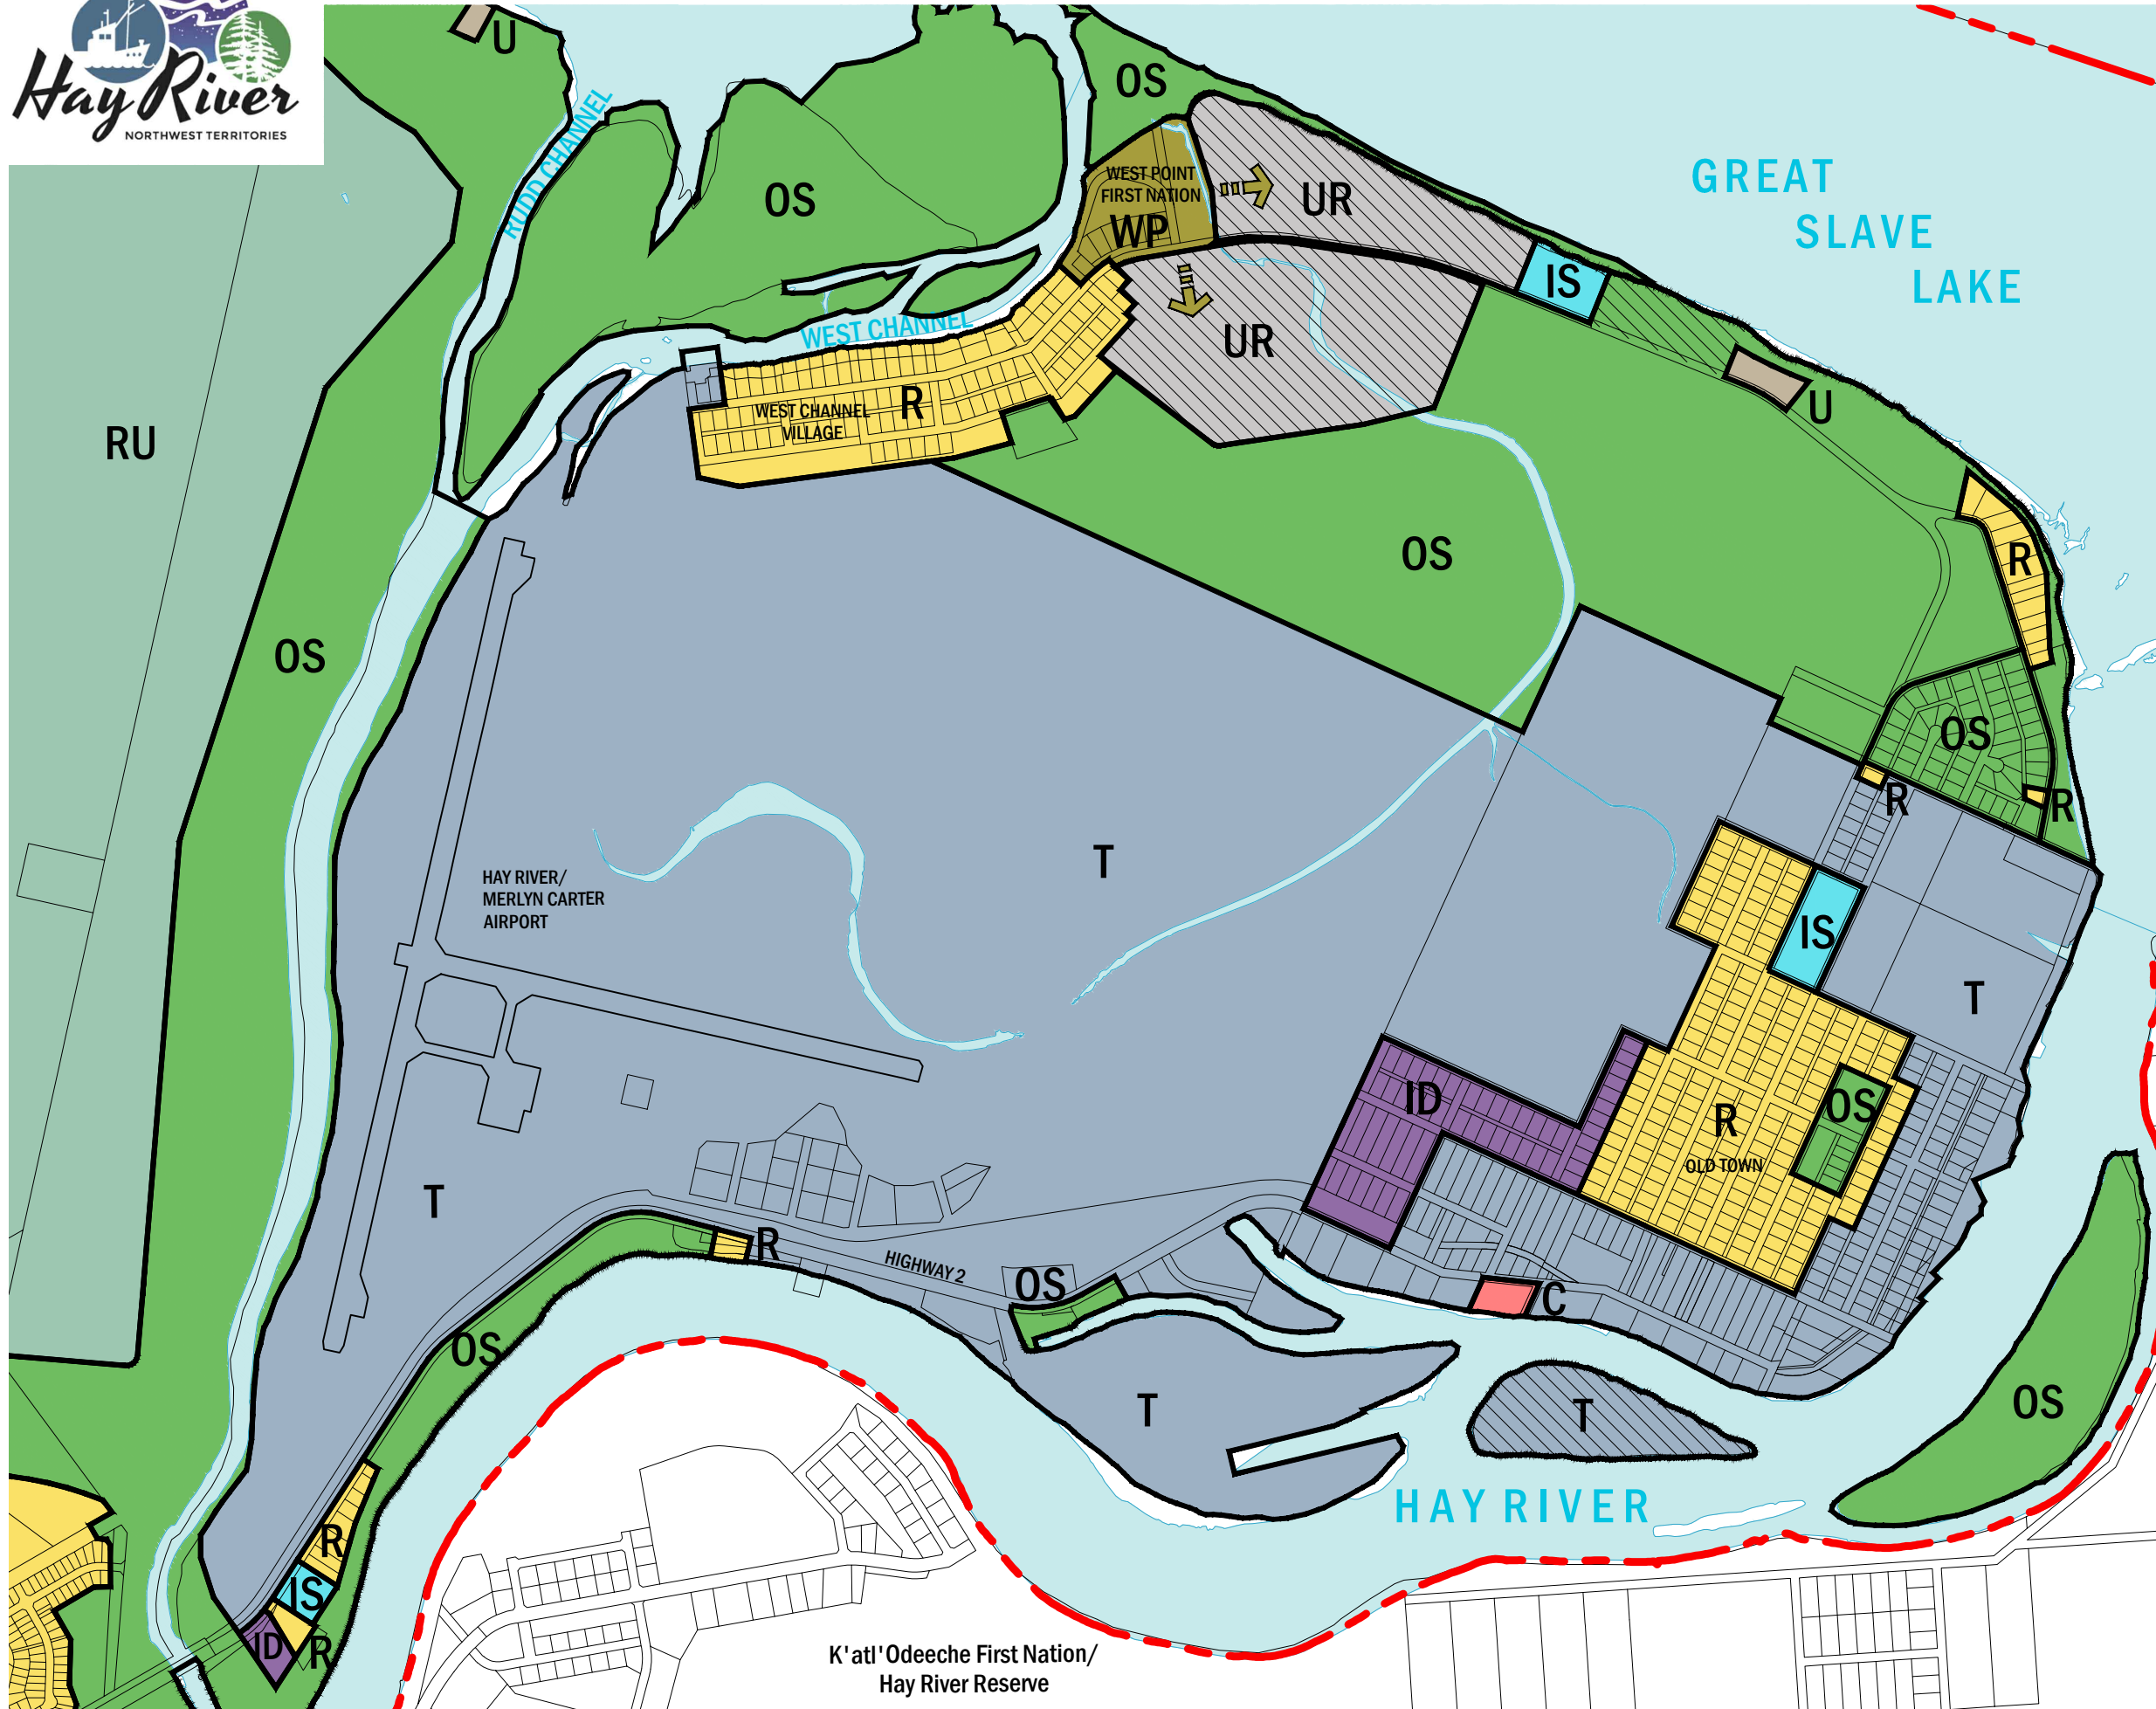 Hay River
NORTHWEST TERRITORIES
U
RUDD CHANNEL
OS
OS
WEST POINT
FIRST NATION
WP
UR
GREAT
SLAVE
LAKE
IS
UR
WEST CHANNEL
U
RU
R
WEST CHANNEL
VILLAGE
OS
R
OS
OS
R
R
T
HAY RIVER/
MERLYN CARTER
AIRPORT
IS
T
ID
R
OS
OLD TOWN
T
R
HIGHWAY 2
OS
C
OS
T
T
OS
HAY RIVER
R
IS
ID
R
K'atl'Odeeche First Nation/
Hay River Reserve